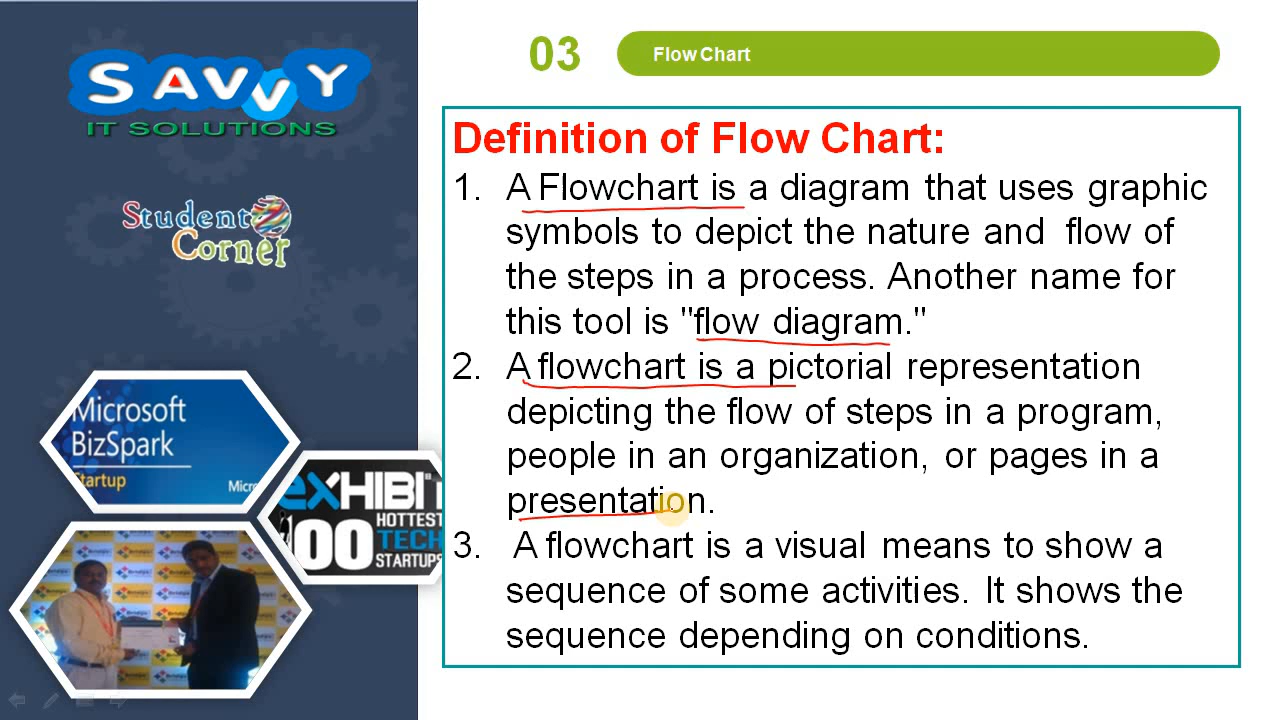 SAVVY
IT SOLUTIONS
Student
Corner
Microsoft
BizSpark
Startup
EXHIBIT
100
HOTTEST
TECH
STARTUPS
03
Flow Chart
Definition of Flow Chart:
1. A Flowchart is a diagram that uses graphic
symbols to depict the nature and flow of
the steps in a process. Another name for
this tool is "flow diagram."
2. A flowchart is a pictorial representation
depicting the flow of steps in a program,
people in an organization, or pages in a
presentation.
3. A flowchart is a visual means to show a
sequence of some activities. It shows the
sequence depending on conditions.